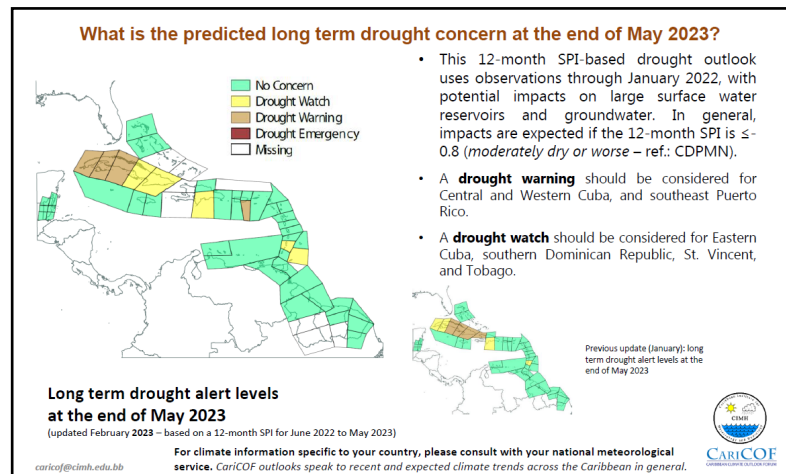 What is the predicted long term drought concern at the end of May 2023?
No Concern
Drought Watch
Drought Warning
Drought Emergency
Missing
• This 12-month SPI-based drought outlook
uses observations through January 2022, with
potential impacts on large surface water
reservoirs and groundwater. In general,
impacts are expected if the 12-month SPI is ≤-
0.8 (moderately dry or worse – ref.: CDPMN).
• A drought warning should be considered for
Central and Western Cuba, and southeast Puerto
Rico.
• A drought watch should be considered for Eastern
Cuba, southern Dominican Republic, St. Vincent,
and Tobago.
Previous update (January): long
term drought alert levels at the
end of May 2023
Long term drought alert levels
at the end of May 2023
(updated February 2023 – based on a 12-month SPI for June 2022 to May 2023)
For climate information specific to your country, please consult with your national meteorological
service. CariCOF outlooks speak to recent and expected climate trends across the Caribbean in general.
caricof@cimh.edu.bb
CIMH
CARICOF
CARIBBEAN CLIMATE OUTLOOK FORUM